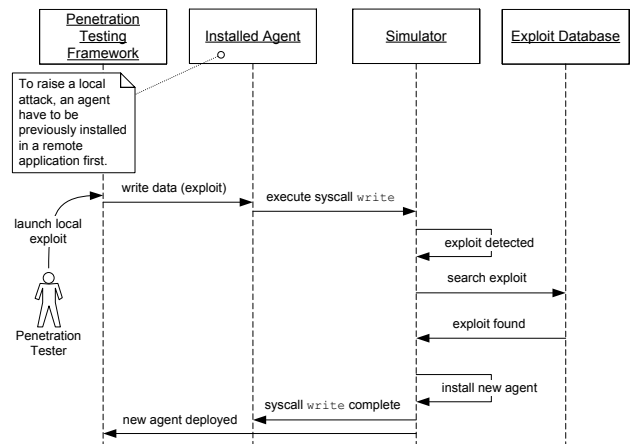 Penetration
Testing
Framework
Installed Agent
Simulator
Exploit Database
To raise a local
attack, an agent
have to be
previously installed
in a remote
application first.
write data (exploit)
execute syscall write
launch local
exploit
exploit detected
search exploit
Penetration
Tester
exploit found
install new agent
syscall write complete
new agent deployed